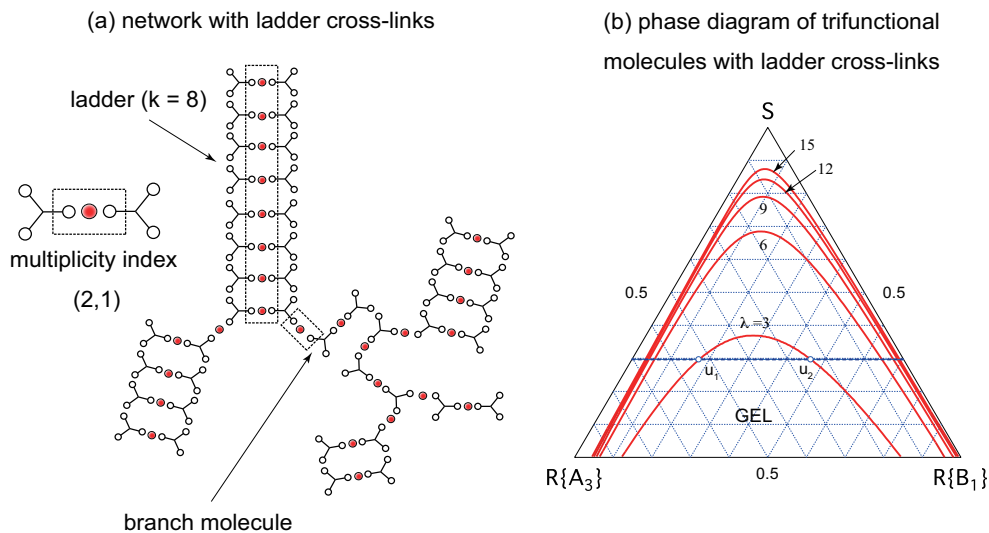 (a) network with ladder cross-links
ladder (k = 8)
multiplicity index
(2,1)
branch molecule
(b) phase diagram of trifunctional
molecules with ladder cross-links
S
15
12
9
6
0.5
0.5
λ=3
u1
u2
GEL
R{A3}
0.5
R{B1}